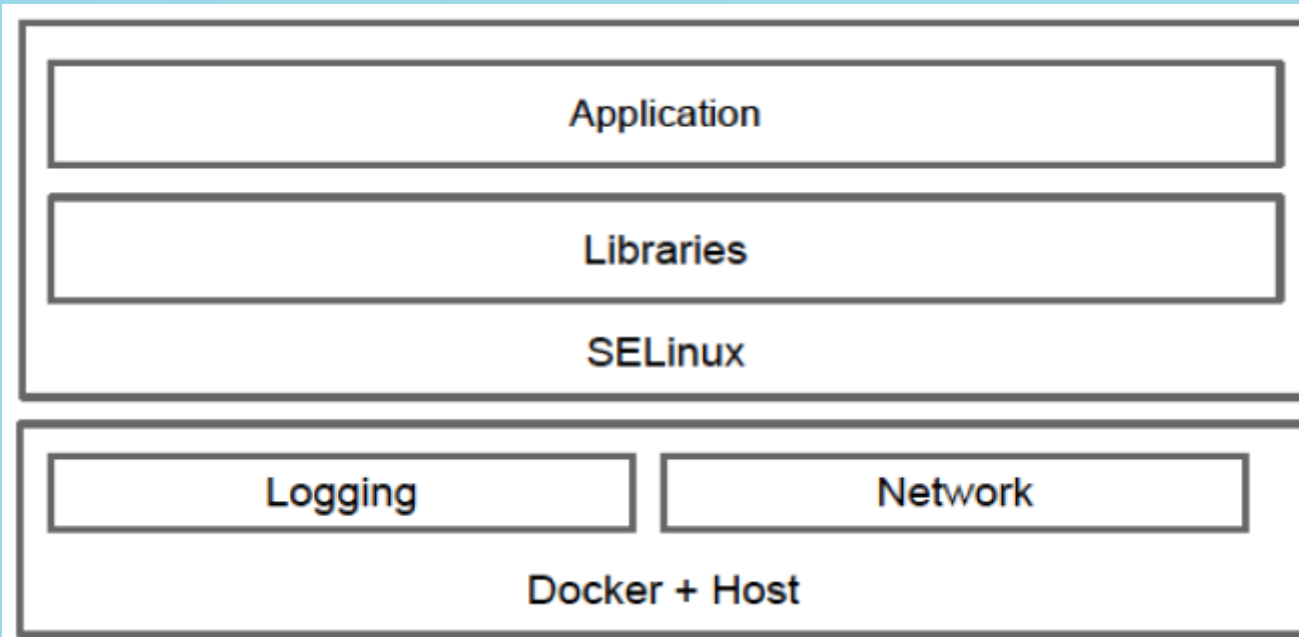 Application
Libraries
SELinux
Logging
Network
Docker + Host